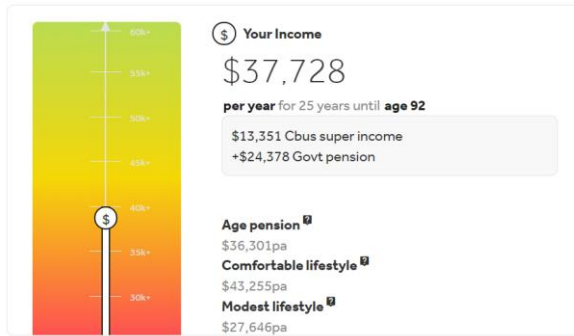 60k+
55k+
50k+
45k+
40k+
$
35k+
30k+
$ Your Income
$37,728
per year for 25 years until age 92
$13,351 Cbus super income
+$24,378 Govt pension
Age pension ?
$36,301pa
Comfortable lifestyle ?
$43,255pa
Modest lifestyle ?
$27,646pa